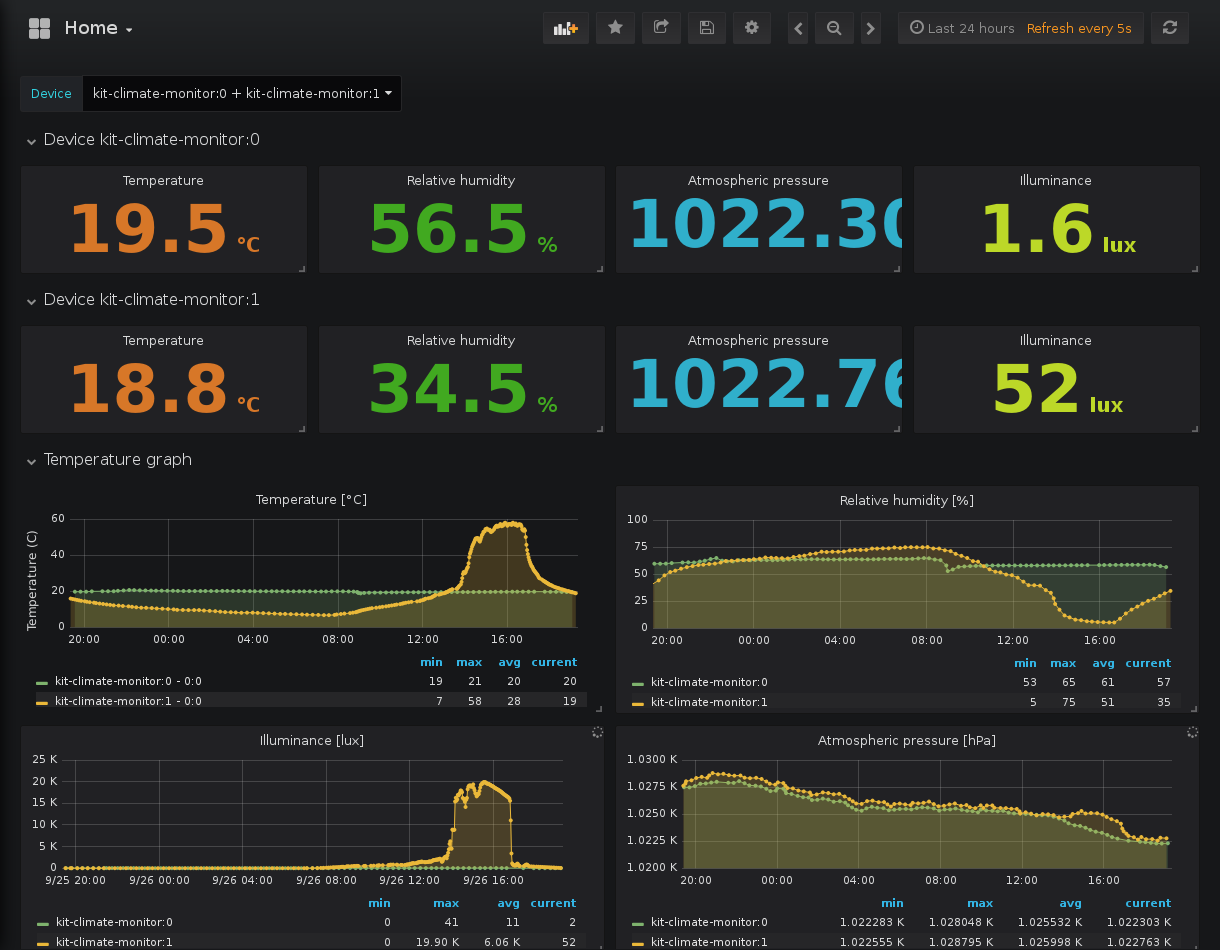 Home
Last 24 hours Refresh every 5s
Device kit-climate-monitor:0 + kit-climate-monitor:1
Device kit-climate-monitor:0
Temperature Relative humidity Atmospheric pressure Illuminance
19.5 °C 56.5 % 1022.30 1.6 lux
Device kit-climate-monitor:1
Temperature Relative humidity Atmospheric pressure Illuminance
18.8 °C 34.5 % 1022.76 52 lux
Temperature graph
Temperature [°C]
Temperature (C)
60
40
20
0
20:00 00:00 04:00 08:00 12:00 16:00
min max avg current
kit-climate-monitor:0 - 0:0 19 21 20 20
kit-climate-monitor:1 - 0:0 7 58 28 19
Relative humidity [%]
100
75
50
25
0
20:00 00:00 04:00 08:00 12:00 16:00
min max avg current
kit-climate-monitor:0 53 65 61 57
kit-climate-monitor:1 5 75 51 35
Illuminance [lux]
25 K
20 K
15 K
10 K
5 K
0
9/25 20:00 9/26 00:00 9/26 04:00 9/26 08:00 9/26 12:00 9/26 16:00
min max avg current
kit-climate-monitor:0 0 41 11 2
kit-climate-monitor:1 0 19.90 K 6.06 K 52
Atmospheric pressure [hPa]
1.0300 K
1.0275 K
1.0250 K
1.0225 K
1.0200 K
20:00 00:00 04:00 08:00 12:00 16:00
min max avg current
kit-climate-monitor:0 1.022283 K 1.028048 K 1.025532 K 1.022303 K
kit-climate-monitor:1 1.022555 K 1.028795 K 1.025998 K 1.022763 K